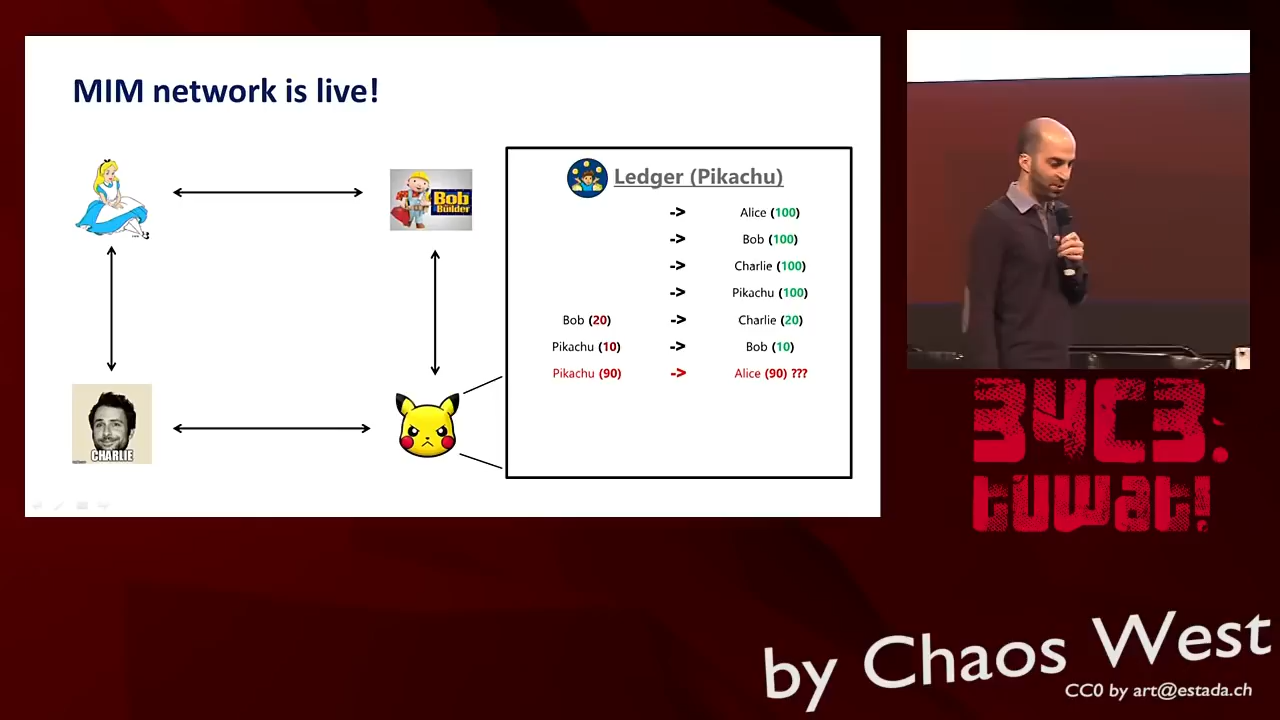 MIM network is live!
Bob
the Builder
CHARLIE
Ledger (Pikachu)
-> Alice (100)
-> Bob (100)
-> Charlie (100)
-> Pikachu (100)
Bob (20) -> Charlie (20)
Pikachu (10) -> Bob (10)
Pikachu (90) -> Alice (90) ???
34C3:
tuwat!
by Chaos West
CC0 by art@estada.ch